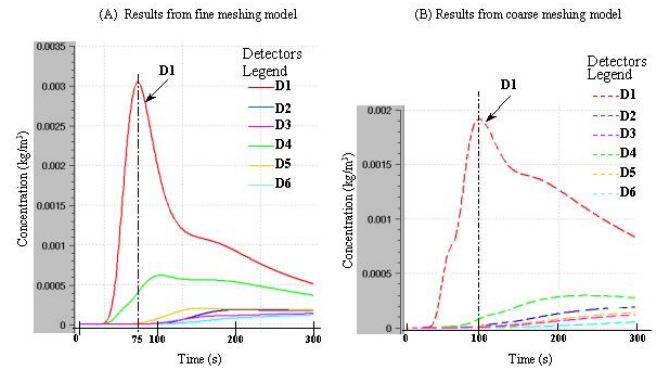 (A) Results from fine meshing model
Detectors
Legend
D1
D2
D3
D4
D5
D6
D1
0.0035
0.003
0.0025
0.002
0.0015
0.001
0.0005
0
Concentration (kg/m³)
0
75
100
200
300
Time (s)
(B) Results from coarse meshing model
Detectors
Legend
D1
D2
D3
D4
D5
D6
D1
0.002
0.0015
0.001
0.0005
0
Concentration (kg/m³)
0
100
200
300
Time (s)